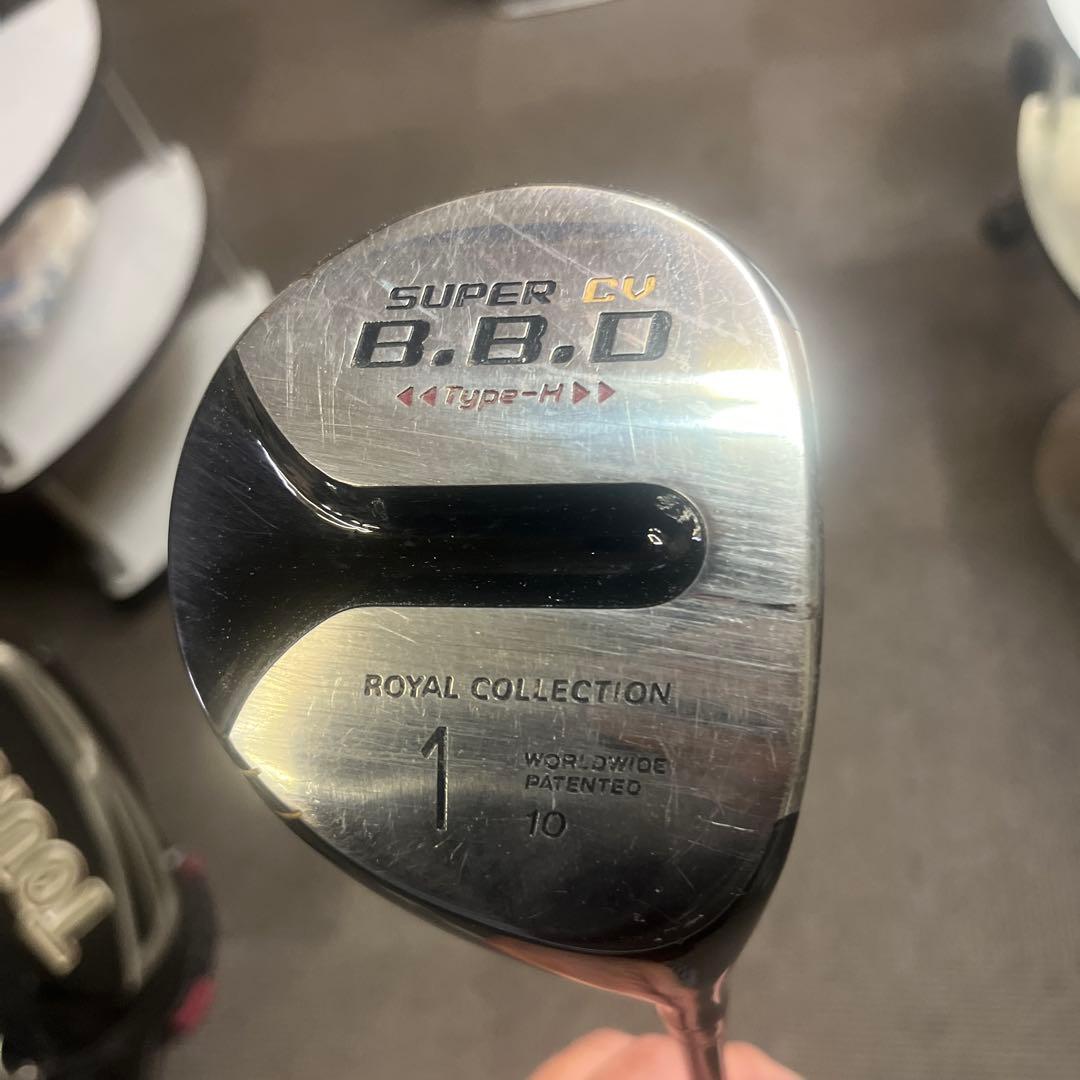 SUPER CV
B.B.D
◀◀Type-H▶▶
ROYAL COLLECTION
1
WORLDWIDE
PATENTED
10